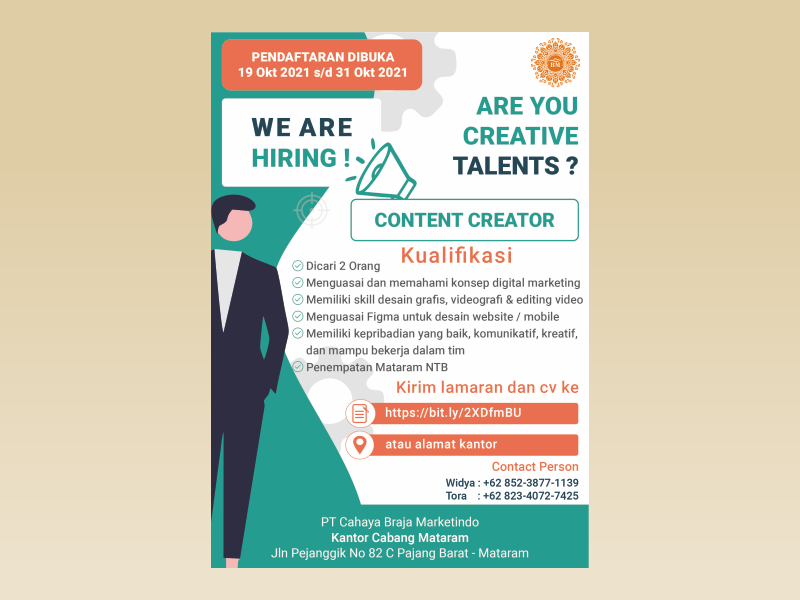 PENDAFTARAN DIBUKA
19 Okt 2021 s/d 31 Okt 2021
WE ARE
HIRING !
ARE YOU
CREATIVE
TALENTS ?
CONTENT CREATOR
Kualifikasi
Dicari 2 Orang
Menguasai dan memahami konsep digital marketing
Memiliki skill desain grafis, videografi & editing video
Menguasai Figma untuk desain website / mobile
Memiliki kepribadian yang baik, komunikatif, kreatif,
dan mampu bekerja dalam tim
Penempatan Mataram NTB
Kirim lamaran dan cv ke
https://bit.ly/2XDfmBU
atau alamat kantor
Contact Person
Widya : +62 852-3877-1139
Tora : +62 823-4072-7425
PT Cahaya Braja Marketindo
Kantor Cabang Mataram
Jln Pejanggik No 82 C Pajang Barat - Mataram